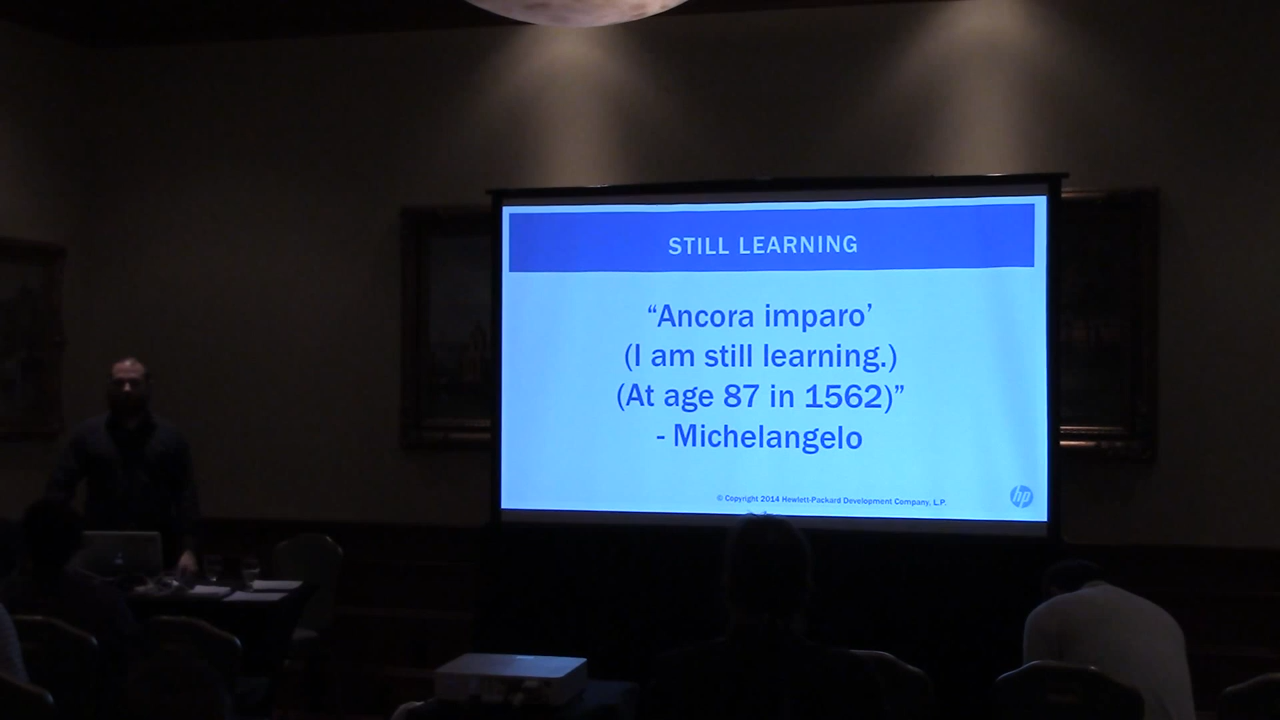 STILL LEARNING
“Ancora imparo’
(I am still learning.)
(At age 87 in 1562)”
- Michelangelo
© Copyright 2014 Hewlett-Packard Development Company, L.P.
hp